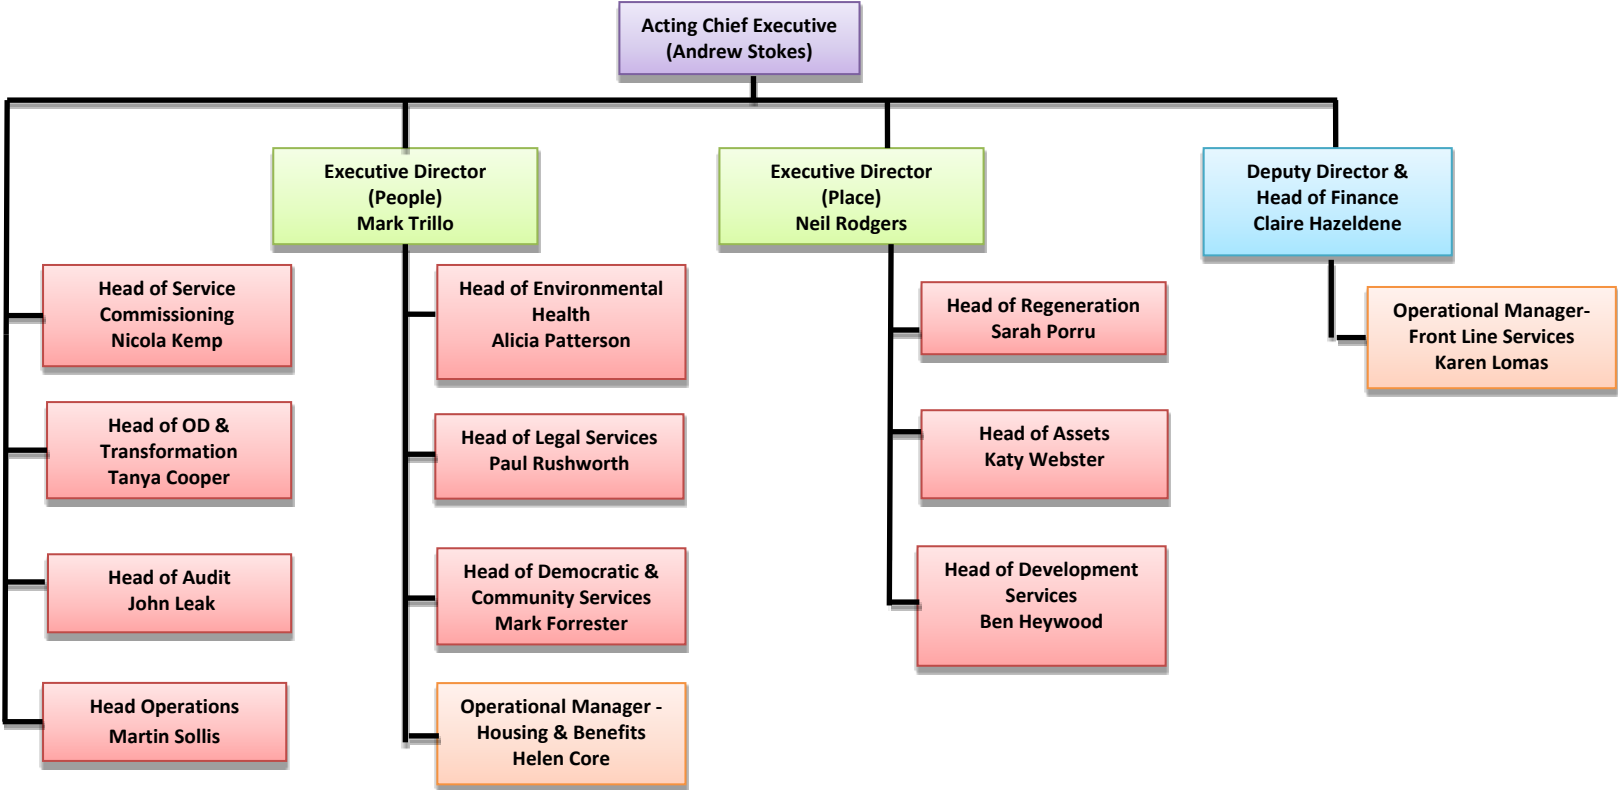 Acting Chief Executive
(Andrew Stokes)
Executive Director
(People)
Mark Trillo
Executive Director
(Place)
Neil Rodgers
Deputy Director &
Head of Finance
Claire Hazeldene
Head of Service
Commissioning
Nicola Kemp
Head of OD &
Transformation
Tanya Cooper
Head of Audit
John Leak
Head Operations
Martin Sollis
Head of Environmental
Health
Alicia Patterson
Head of Legal Services
Paul Rushworth
Head of Democratic &
Community Services
Mark Forrester
Operational Manager -
Housing & Benefits
Helen Core
Head of Regeneration
Sarah Porru
Head of Assets
Katy Webster
Head of Development
Services
Ben Heywood
Operational Manager-
Front Line Services
Karen Lomas